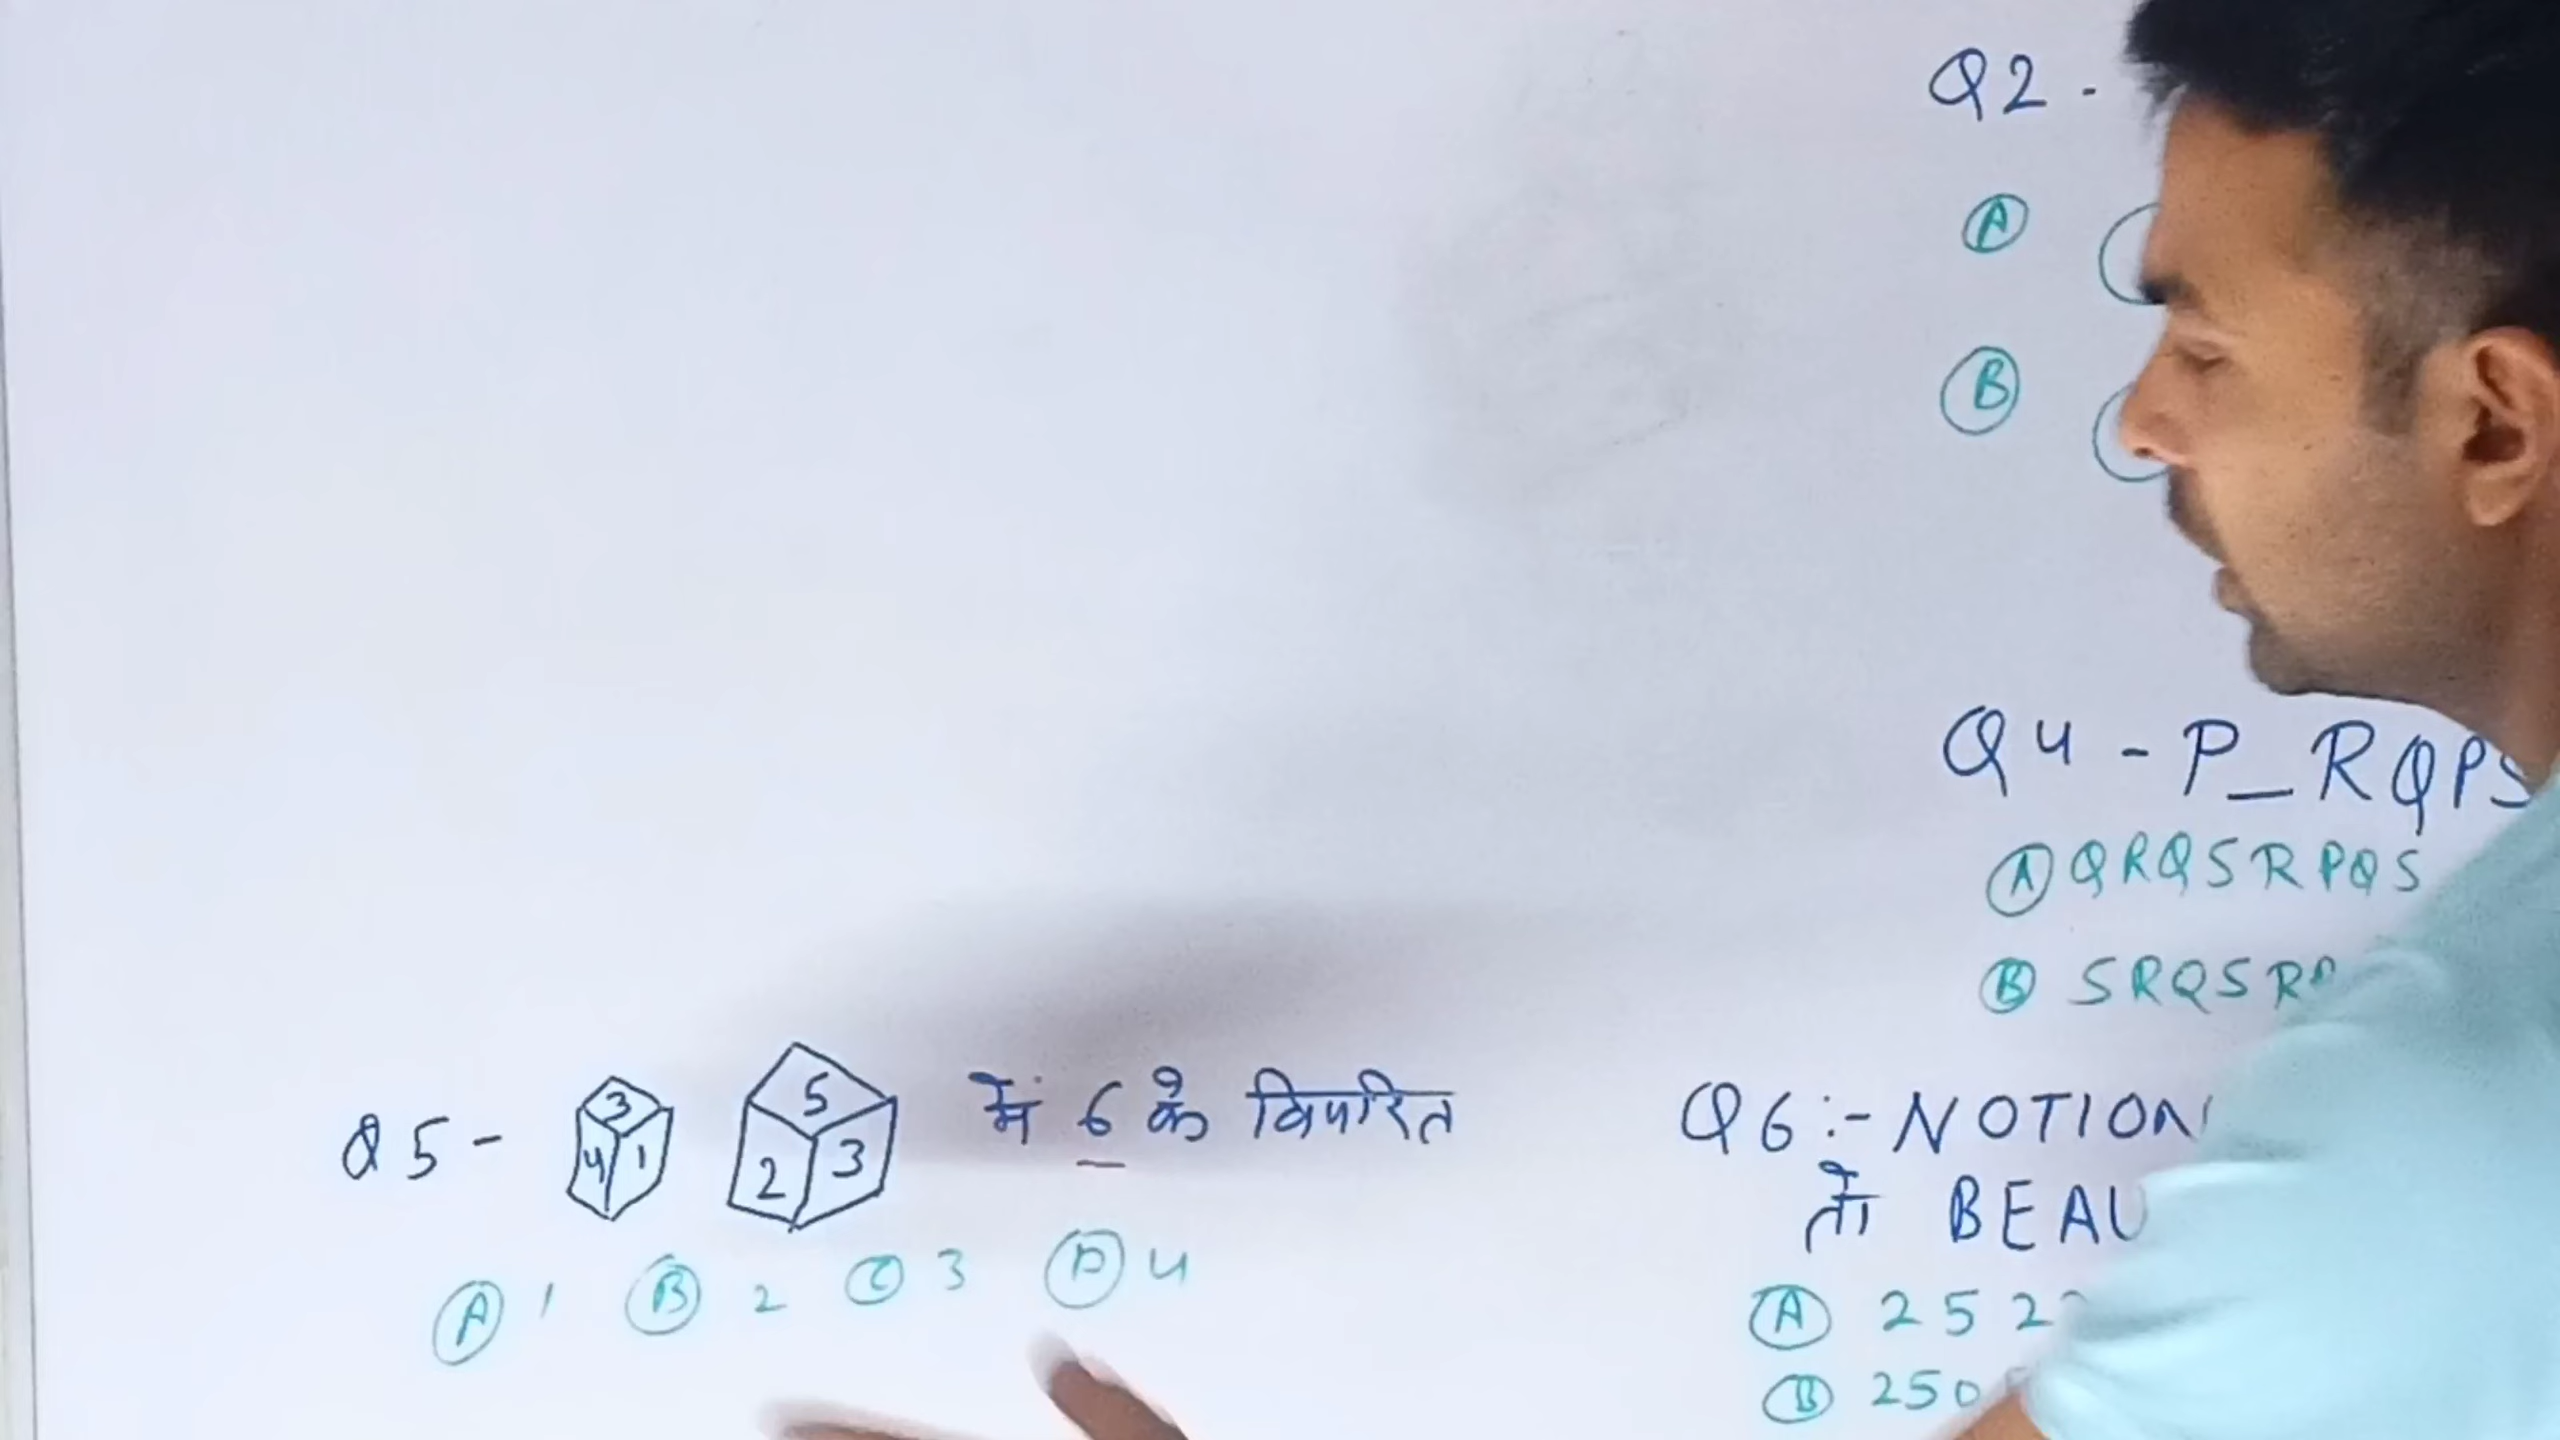 Q2 -
A
B
Q4 - P_RQPS
A QRQSRPQS
B SRQSR
Q5 - 3 4 1 5 2 3 में 6 के विपरित
A 1 B 2 C 3 D 4
Q6 :- NOTION
तो BEAU
A 252
B 250